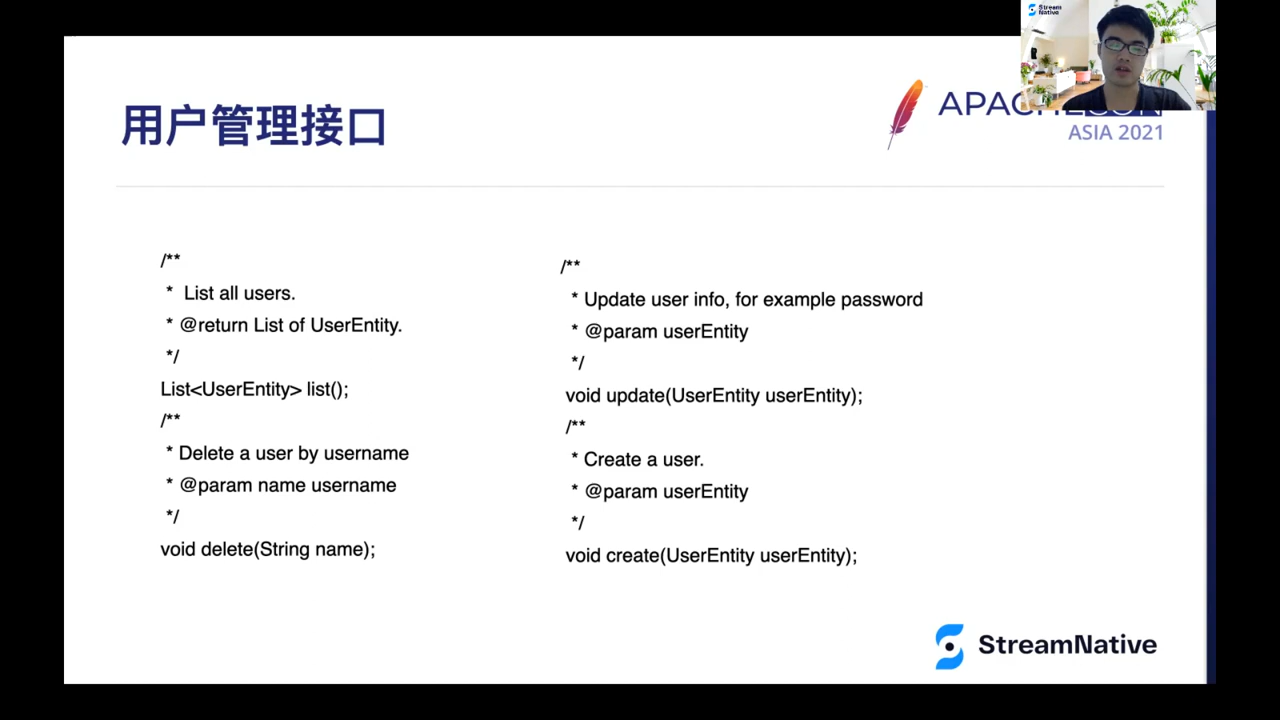 Stream
Native
用户管理接口
ASIA 2021
/**
* List all users.
* @return List of UserEntity.
*/
List<UserEntity> list();
/**
* Delete a user by username
* @param name username
*/
void delete(String name);
/**
* Update user info, for example password
* @param userEntity
*/
void update(UserEntity userEntity);
/**
* Create a user.
* @param userEntity
*/
void create(UserEntity userEntity);
StreamNative